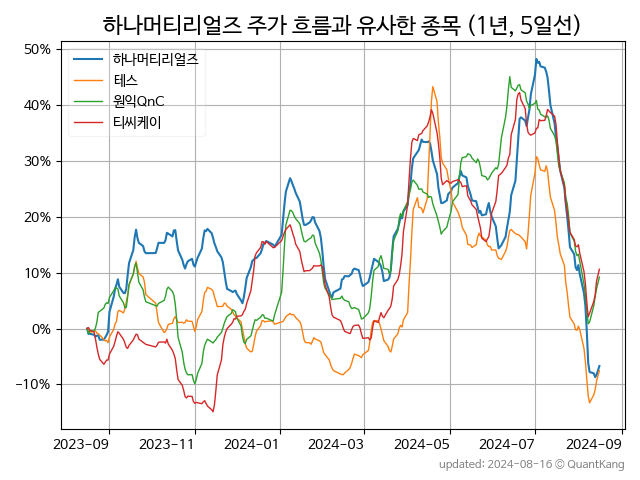 하나머티리얼즈 주가 흐름과 유사한 종목 (1년, 5일선)
하나머티리얼즈
테스
원익QnC
티씨케이
50%
40%
30%
20%
10%
0%
−10%
2023-09
2023-11
2024-01
2024-03
2024-05
2024-07
2024-09
updated: 2024-08-16 © QuantKang